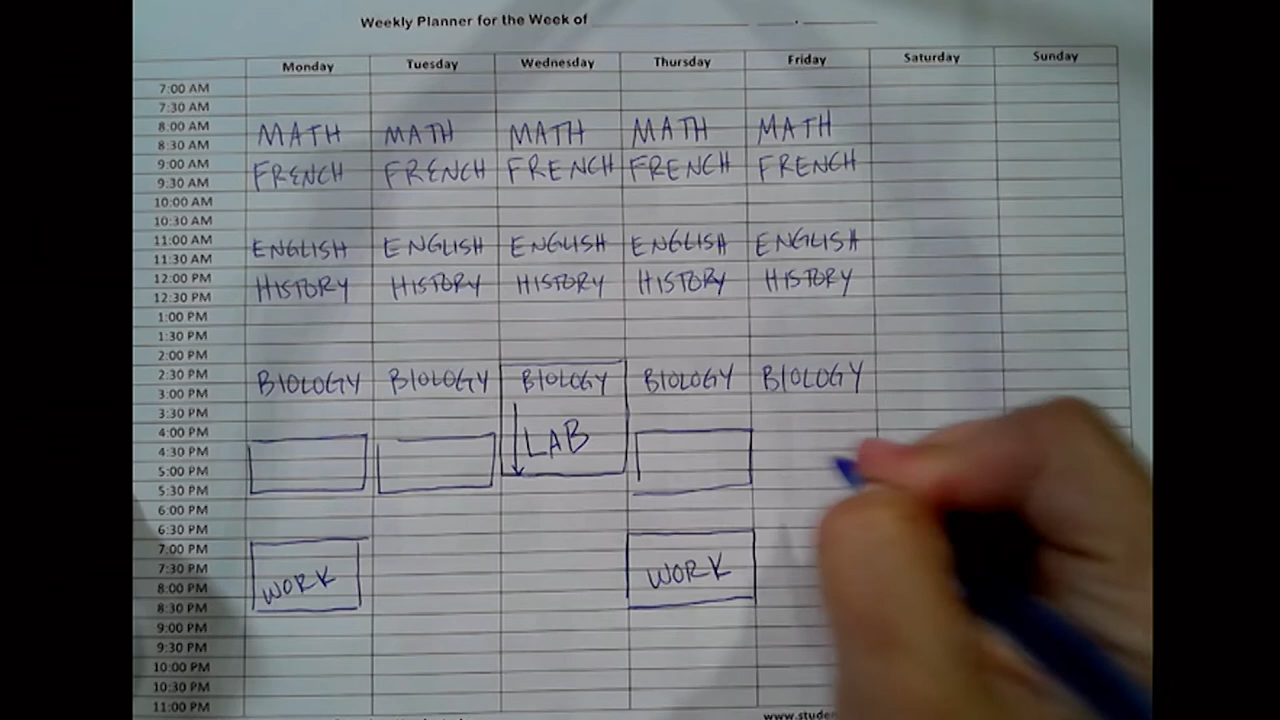 Weekly Planner for the Week of
Monday Tuesday Wednesday Thursday Friday Saturday Sunday
7:00 AM
7:30 AM
8:00 AM MATH MATH MATH MATH MATH
8:30 AM
9:00 AM FRENCH FRENCH FRENCH FRENCH FRENCH
9:30 AM
10:00 AM
10:30 AM
11:00 AM ENGLISH ENGLISH ENGLISH ENGLISH ENGLISH
11:30 AM
12:00 PM HISTORY HISTORY HISTORY HISTORY HISTORY
12:30 PM
1:00 PM
1:30 PM
2:00 PM
2:30 PM BIOLOGY BIOLOGY BIOLOGY BIOLOGY BIOLOGY
3:00 PM
3:30 PM
4:00 PM LAB
4:30 PM
5:00 PM
5:30 PM
6:00 PM
6:30 PM
7:00 PM
7:30 PM WORK WORK
8:00 PM
8:30 PM
9:00 PM
9:30 PM
10:00 PM
10:30 PM
11:00 PM